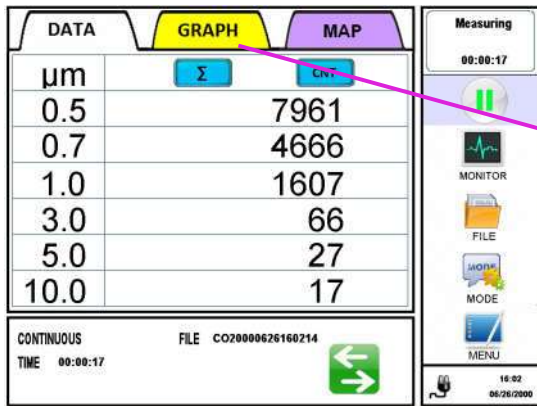 DATA GRAPH MAP
µm Σ CNT
0.5 7961
0.7 4666
1.0 1607
3.0 66
5.0 27
10.0 17
CONTINUOUS FILE CO20000626160214
TIME 00:00:17
Measuring
00:00:17
MONITOR
FILE
MODE
MODE
MENU
16:02
06/26/2000